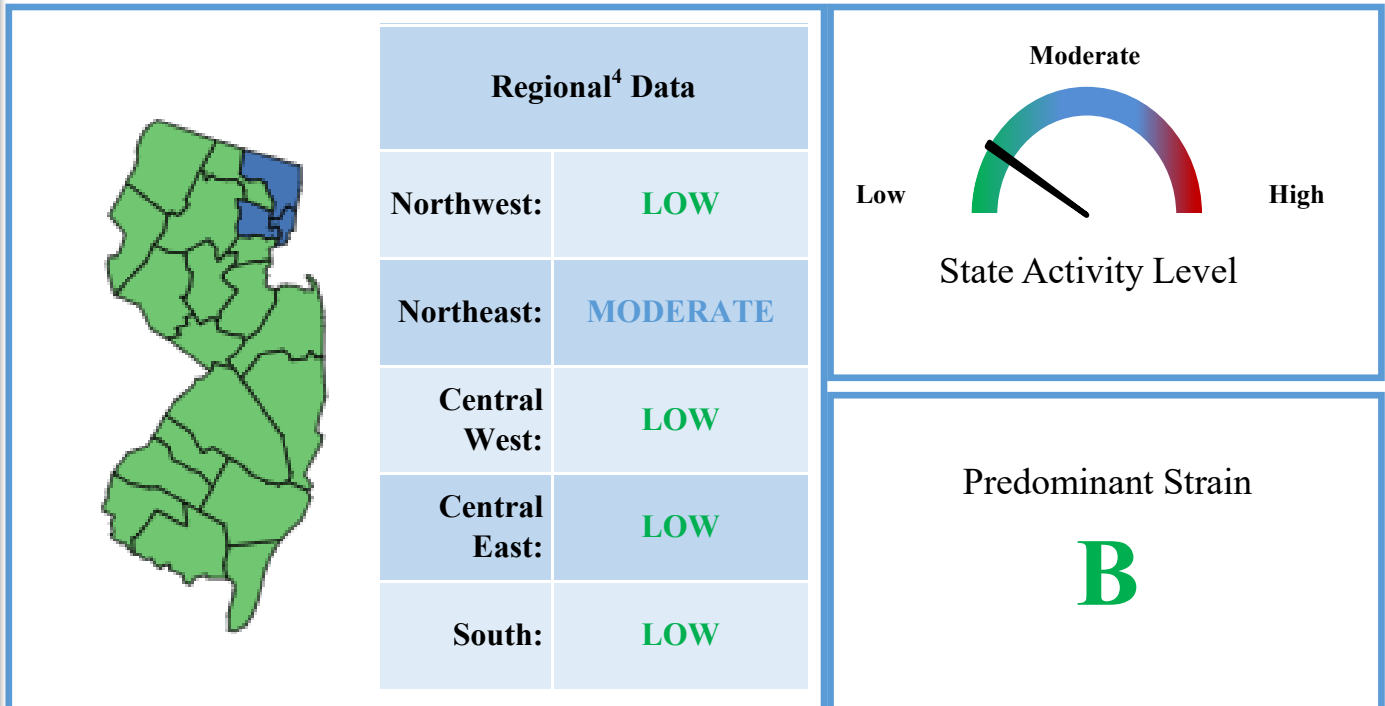 Regional⁴ Data
Northwest: LOW
Northeast: MODERATE
Central
West: LOW
Central
East: LOW
South: LOW
Moderate
Low
High
State Activity Level
Predominant Strain
B